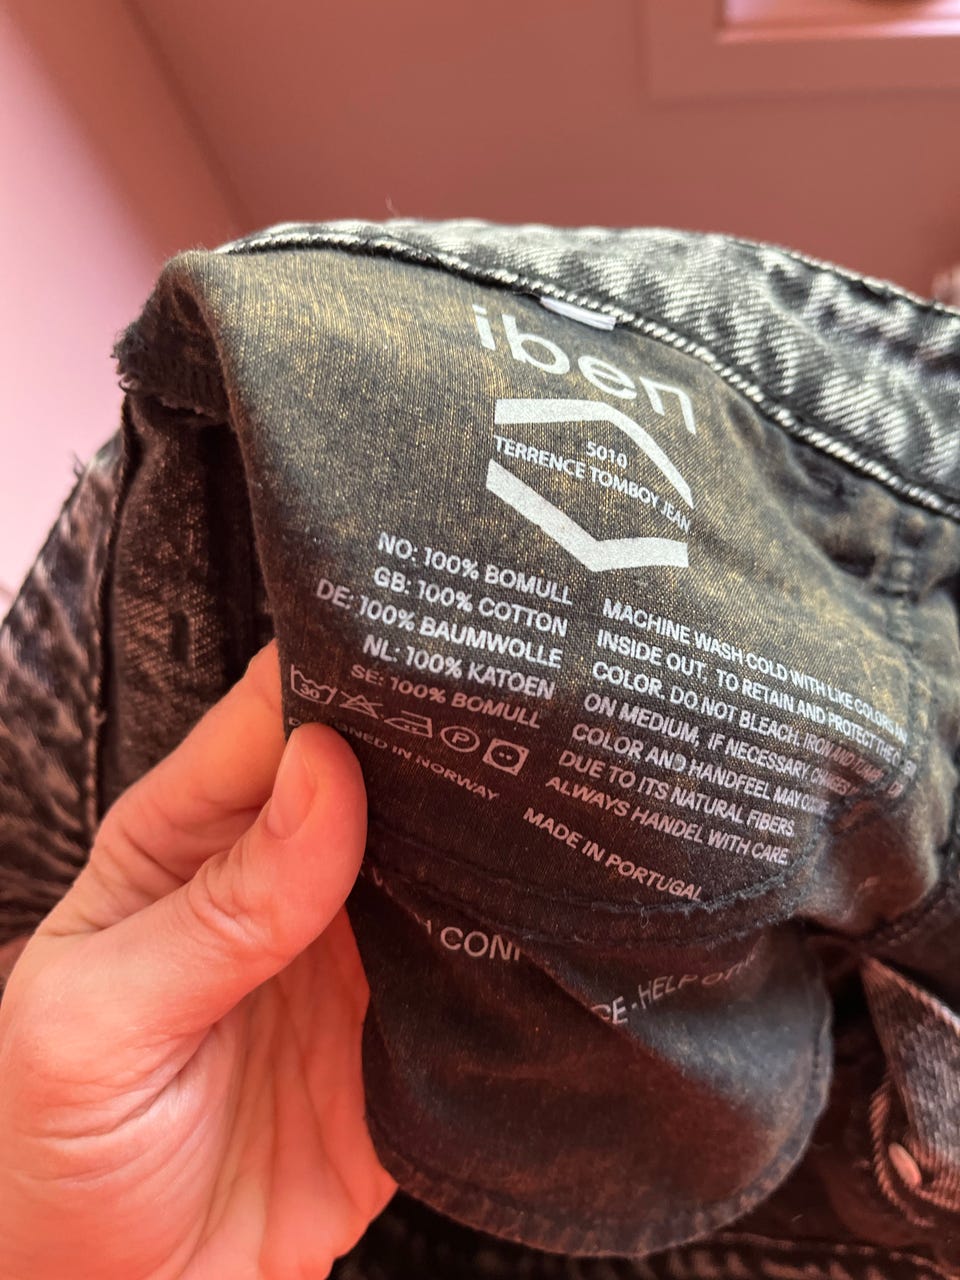 iben
5010
TERRENCE TOMBOY JEAN
NO: 100% BOMULL
GB: 100% COTTON
DE: 100% BAUMWOLLE
NL: 100% KATOEN
SE: 100% BOMULL
30
P
IN NORWAY
MACHINE WASH COLD WITH LIKE COLORS
INSIDE OUT, TO RETAIN AND PROTECT THE
COLOR. DO NOT BLEACH. IRON AND TUMBLE
ON MEDIUM, IF NECESSARY. CHANGES
COLOR AND HANDFEEL MAY
DUE TO ITS NATURAL FIBERS
ALWAYS HANDEL WITH CARE.
MADE IN PORTUGAL